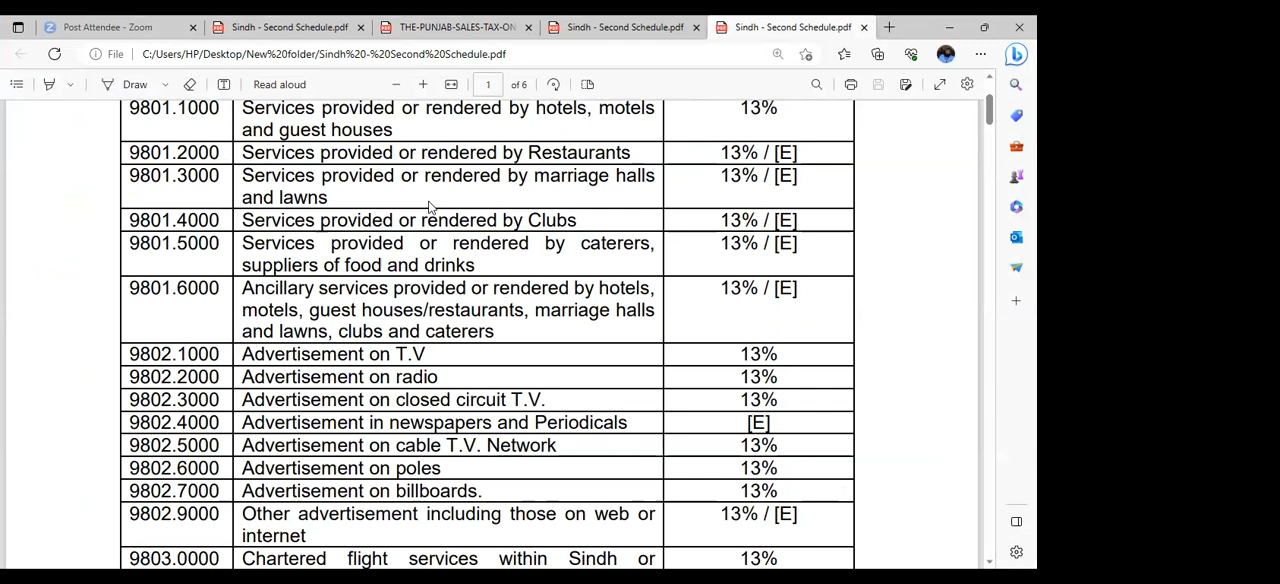 Post Attendee - Zoom
Sindh - Second Schedule.pdf
THE-PUNJAB-SALES-TAX-ON
Sindh - Second Schedule.pdf
Sindh - Second Schedule.pdf
File C:/Users/HP/Desktop/New%20folder/Sindh%20-%20Second%20Schedule.pdf
Draw Read aloud 1 of 6
9801.1000 Services provided or rendered by hotels, motels 13%
and guest houses
9801.2000 Services provided or rendered by Restaurants 13% / [E]
9801.3000 Services provided or rendered by marriage halls 13% / [E]
and lawns
9801.4000 Services provided or rendered by Clubs 13% / [E]
9801.5000 Services provided or rendered by caterers, 13% / [E]
suppliers of food and drinks
9801.6000 Ancillary services provided or rendered by hotels, 13% / [E]
motels, guest houses/restaurants, marriage halls
and lawns, clubs and caterers
9802.1000 Advertisement on T.V 13%
9802.2000 Advertisement on radio 13%
9802.3000 Advertisement on closed circuit T.V. 13%
9802.4000 Advertisement in newspapers and Periodicals [E]
9802.5000 Advertisement on cable T.V. Network 13%
9802.6000 Advertisement on poles 13%
9802.7000 Advertisement on billboards. 13%
9802.9000 Other advertisement including those on web or 13% / [E]
internet
9803.0000 Chartered flight services within Sindh or 13%